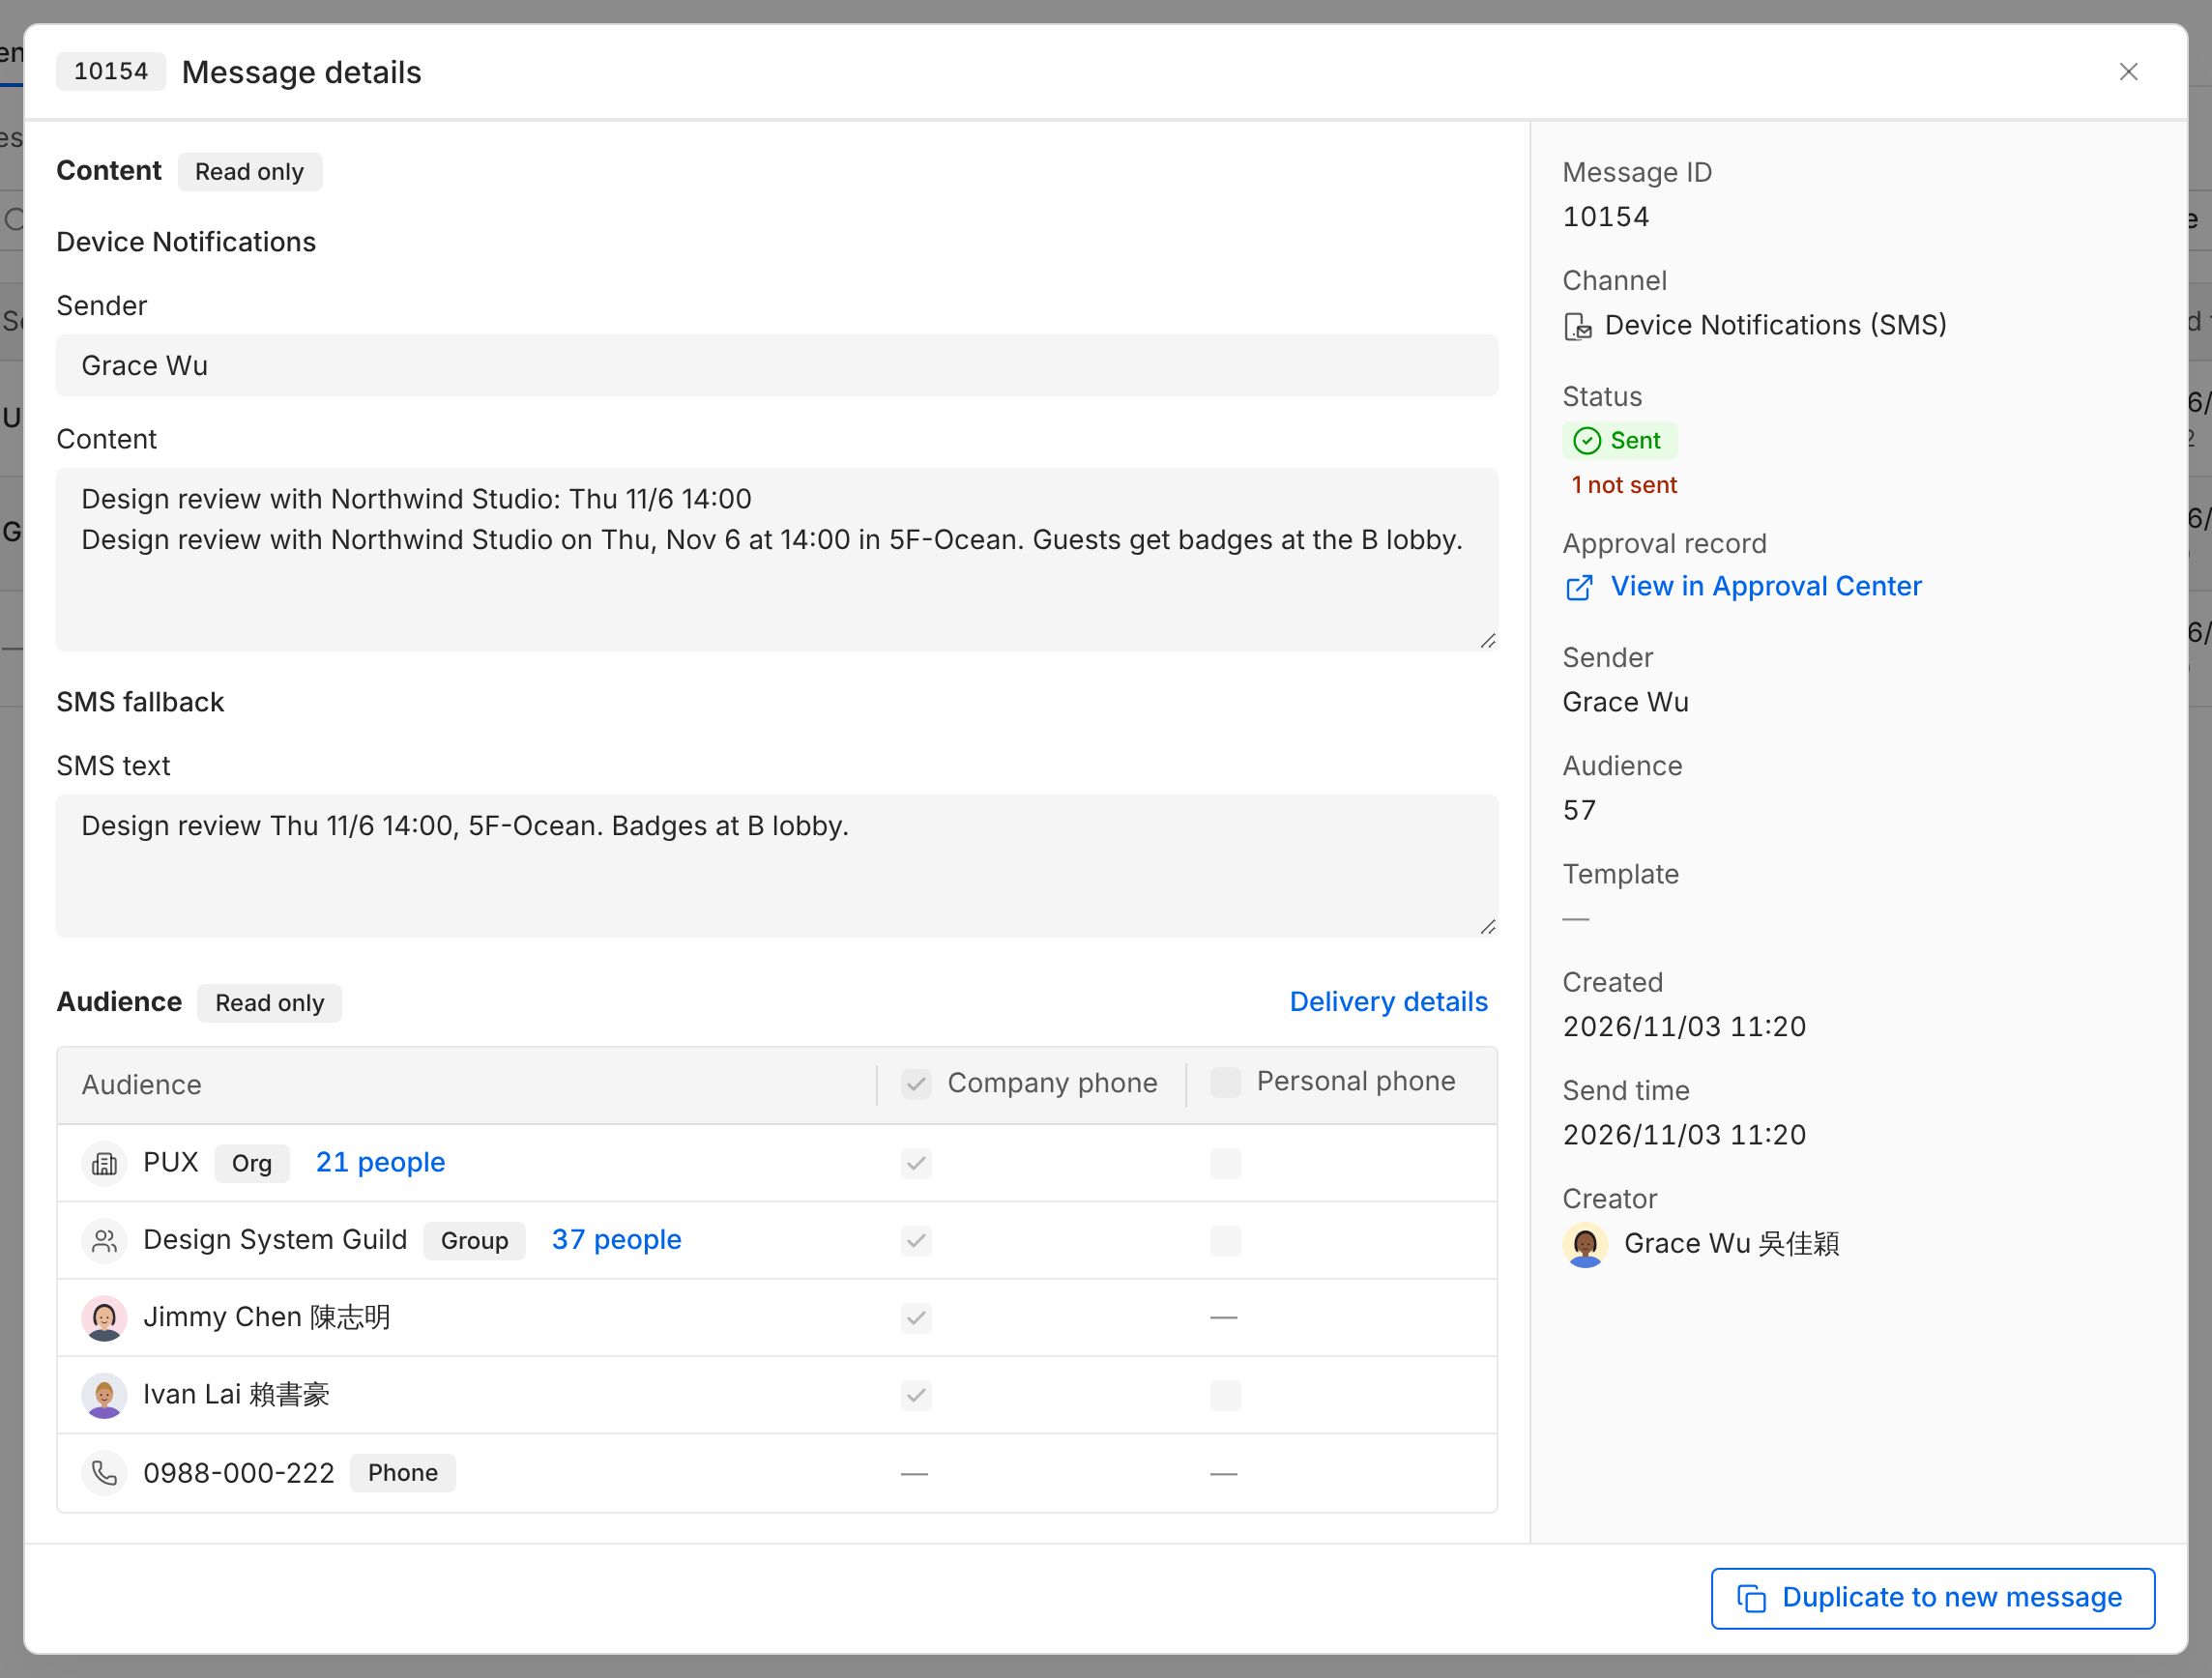 10154 Message details
Content Read only
Device Notifications
Sender
Grace Wu
Content
Design review with Northwind Studio: Thu 11/6 14:00
Design review with Northwind Studio on Thu, Nov 6 at 14:00 in 5F-Ocean. Guests get badges at the B lobby.
SMS fallback
SMS text
Design review Thu 11/6 14:00, 5F-Ocean. Badges at B lobby.
Audience Read only Delivery details
Audience Company phone Personal phone
PUX Org 21 people
Design System Guild Group 37 people
Jimmy Chen 陳志明 —
Ivan Lai 賴書豪
0988-000-222 Phone — —
Message ID
10154
Channel
Device Notifications (SMS)
Status
Sent
1 not sent
Approval record
View in Approval Center
Sender
Grace Wu
Audience
57
Template
—
Created
2026/11/03 11:20
Send time
2026/11/03 11:20
Creator
Grace Wu 吳佳穎
Duplicate to new message